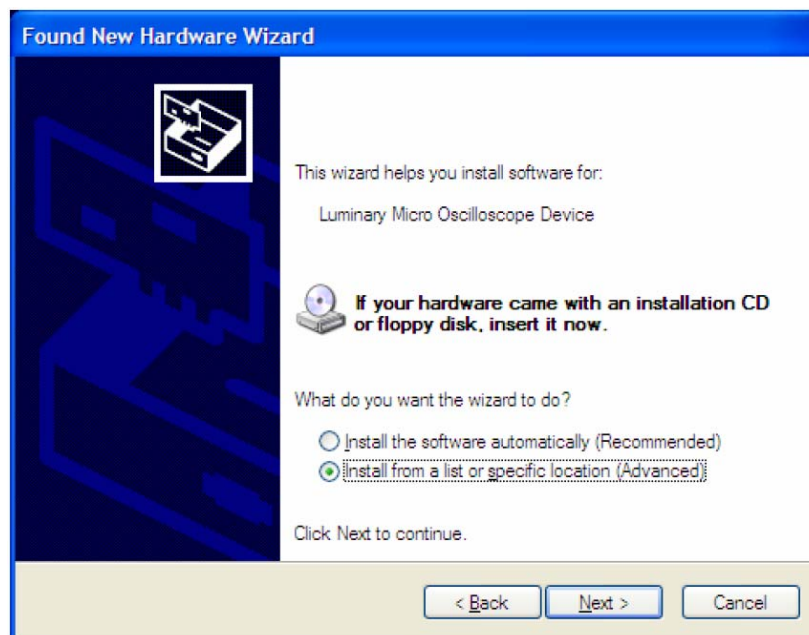 Found New Hardware Wizard
This wizard helps you install software for:
Luminary Micro Oscilloscope Device
If your hardware came with an installation CD
or floppy disk, insert it now.
What do you want the wizard to do?
Install the software automatically (Recommended)
Install from a list or specific location (Advanced)
Click Next to continue.
< Back Next > Cancel